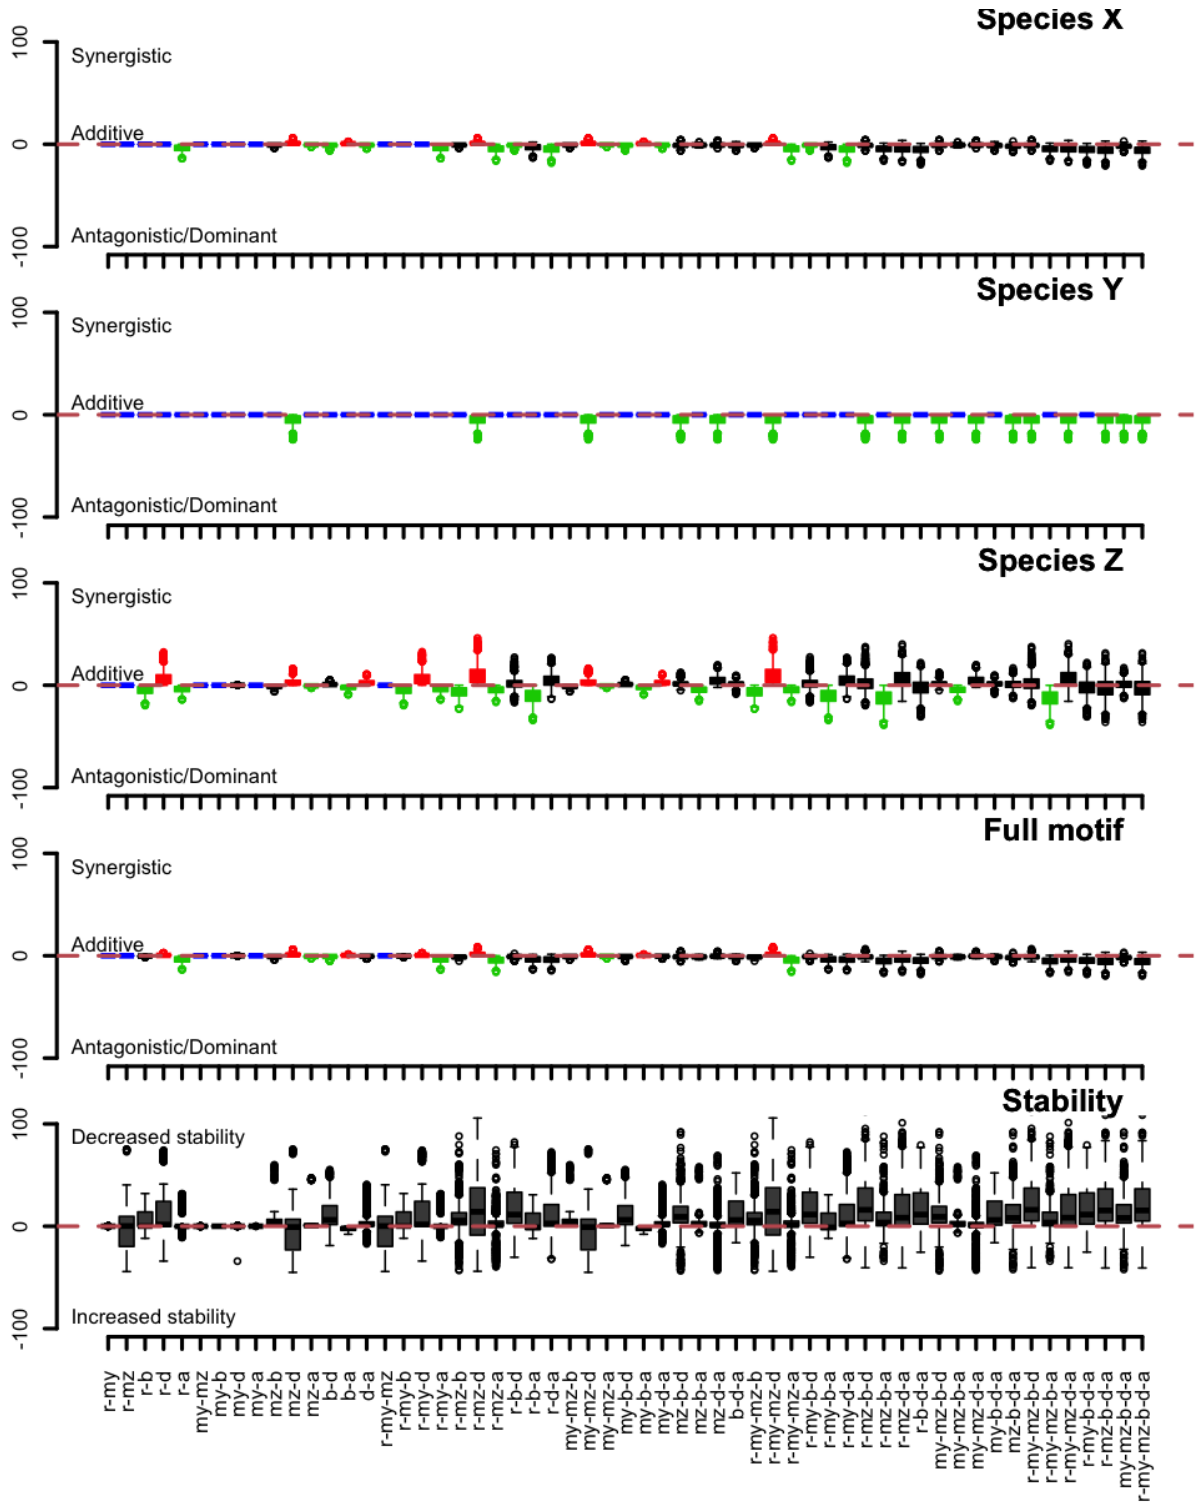 Species X
100
0
-100
Synergistic
Additive
Antagonistic/Dominant
Species Y
100
0
-100
Synergistic
Additive
Antagonistic/Dominant
Species Z
100
0
-100
Synergistic
Additive
Antagonistic/Dominant
Full motif
100
0
-100
Synergistic
Additive
Antagonistic/Dominant
Stability
100
0
-100
Decreased stability
Increased stability
r-my
r-mz
r-b
r-d
r-a
my-mz
my-b
my-d
my-a
mz-b
mz-d
mz-a
b-d
b-a
d-a
r-my-mz
r-my-b
r-my-d
r-my-a
r-mz-b
r-mz-d
r-mz-a
r-b-d
r-b-a
r-d-a
my-mz-b
my-mz-d
my-mz-a
my-b-d
my-b-a
my-d-a
mz-b-d
mz-b-a
mz-d-a
b-d-a
r-my-mz-b
r-my-mz-d
r-my-mz-a
r-my-b-d
r-my-b-a
r-my-d-a
r-mz-b-d
r-mz-b-a
r-mz-d-a
r-b-d-a
my-mz-b-d
my-mz-b-a
my-mz-d-a
my-b-d-a
mz-b-d-a
r-my-mz-b-d
r-my-mz-b-a
r-my-mz-d-a
r-my-b-d-a
r-mz-b-d-a
my-mz-b-d-a
r-my-mz-b-d-a